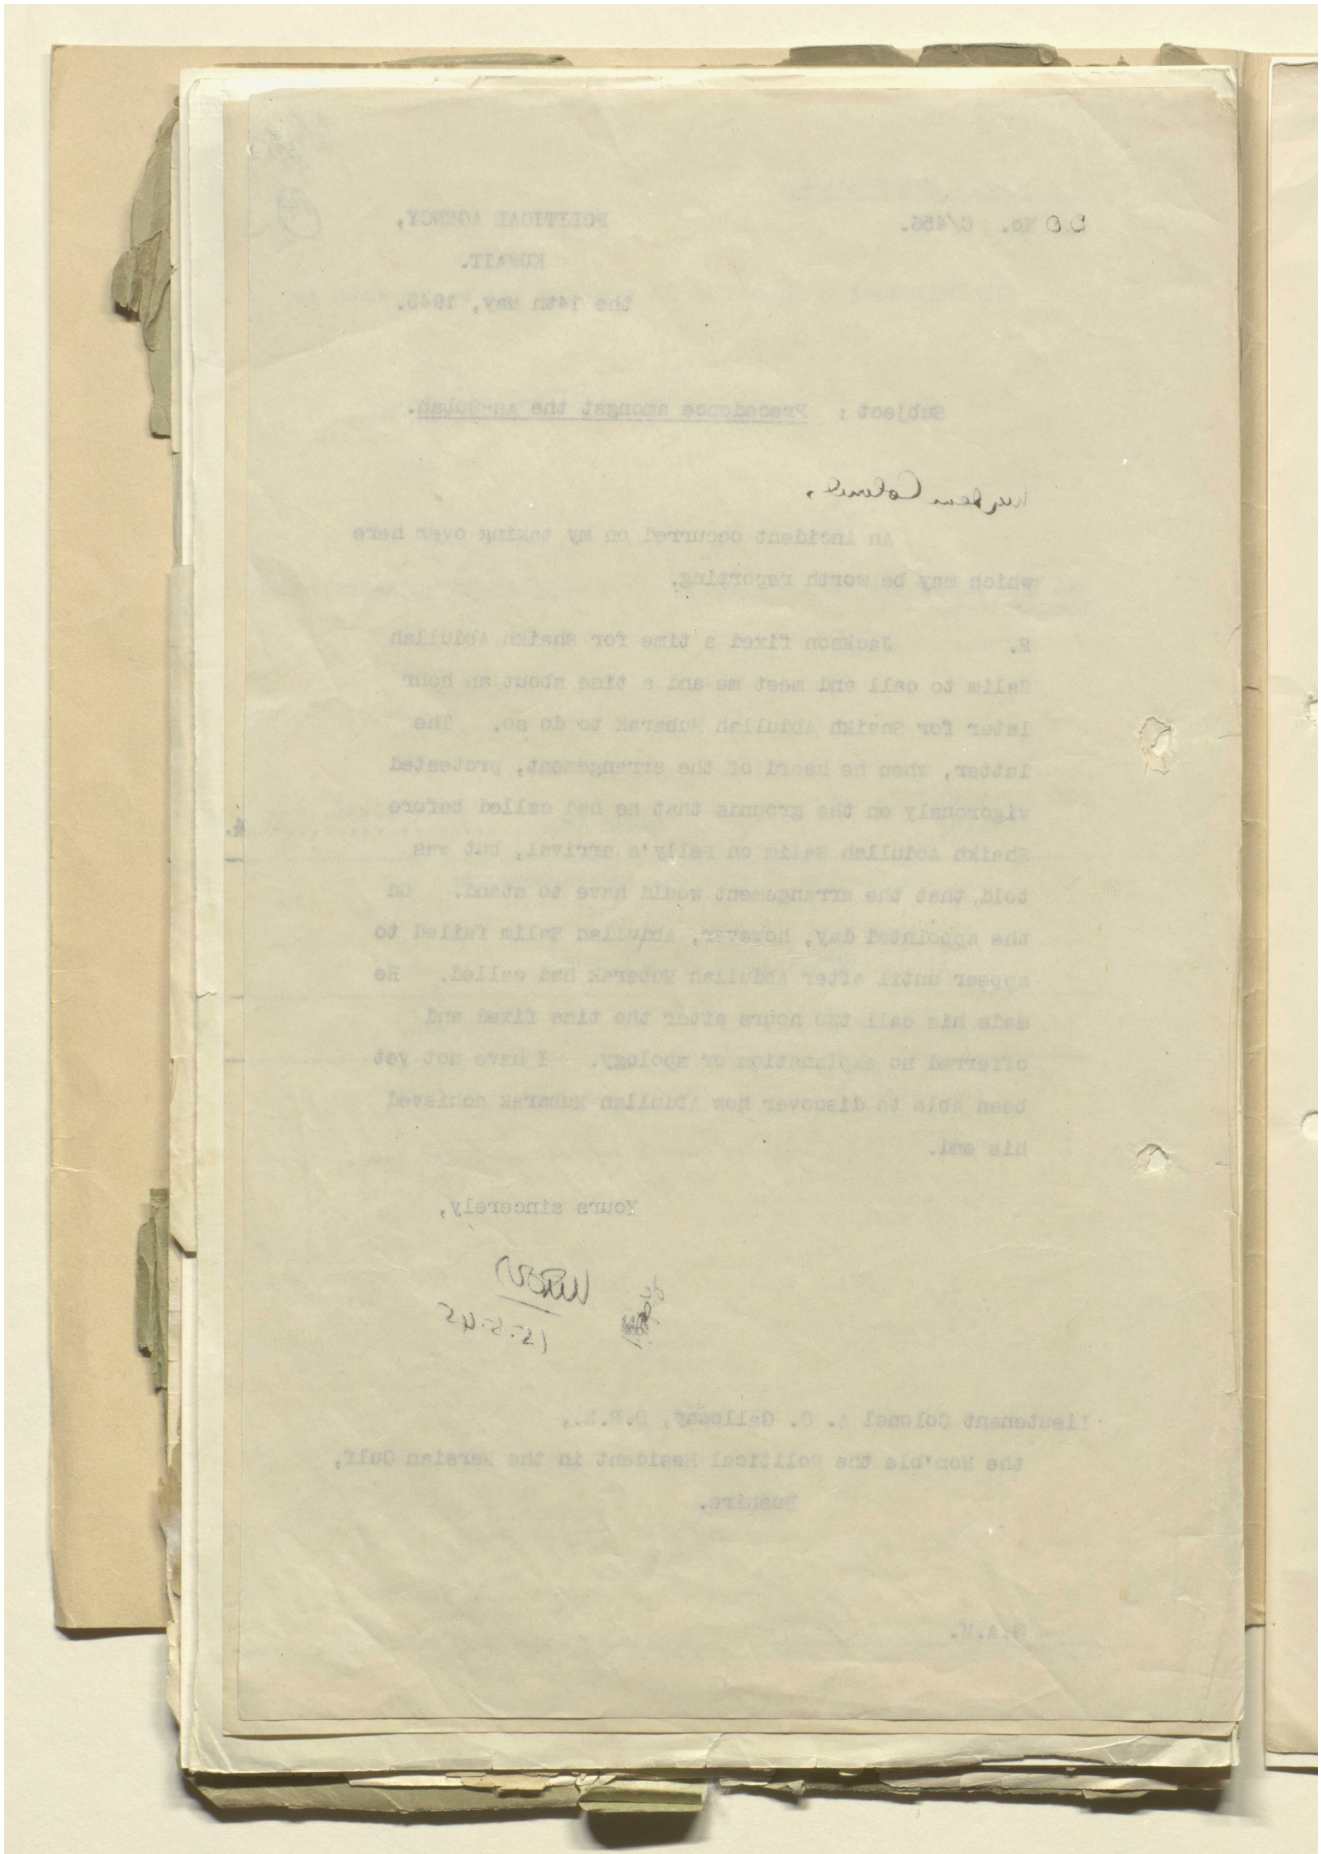 D.O No. C/456.
POLITICAL AGENCY,
KUWAIT.
the 14th May, 1945.
Subject : Precedence amongst the As-Subah.
My dear Colonel,
An incident occurred on my taking over here
which may be worth reporting.
2. Jackson fixed a time for Shaikh Abdullah
Salim to call and meet me and a time about an hour
later for Shaikh Abdullah Mubarak to do so. The
latter, when he heard of the arrangement, protested
vigorously on the grounds that he had called before
Shaikh Abdullah Salim on Pelly's arrival, but was
told that the arrangement would have to stand. On
the appointed day, however, Abdullah Salim failed to
appear until after Abdullah Mubarak had called. He
made his call two hours after the time fixed and
offerred no explanation or apology. I have not yet
been able to discover how Abdullah Mubarak achieved
his end.
Yours sincerely,
15.5.45
Lieutenant Colonel A. C. Galloway, O.B.E.,
the Hon'ble the Political Resident in the Persian Gulf,
Bushire.